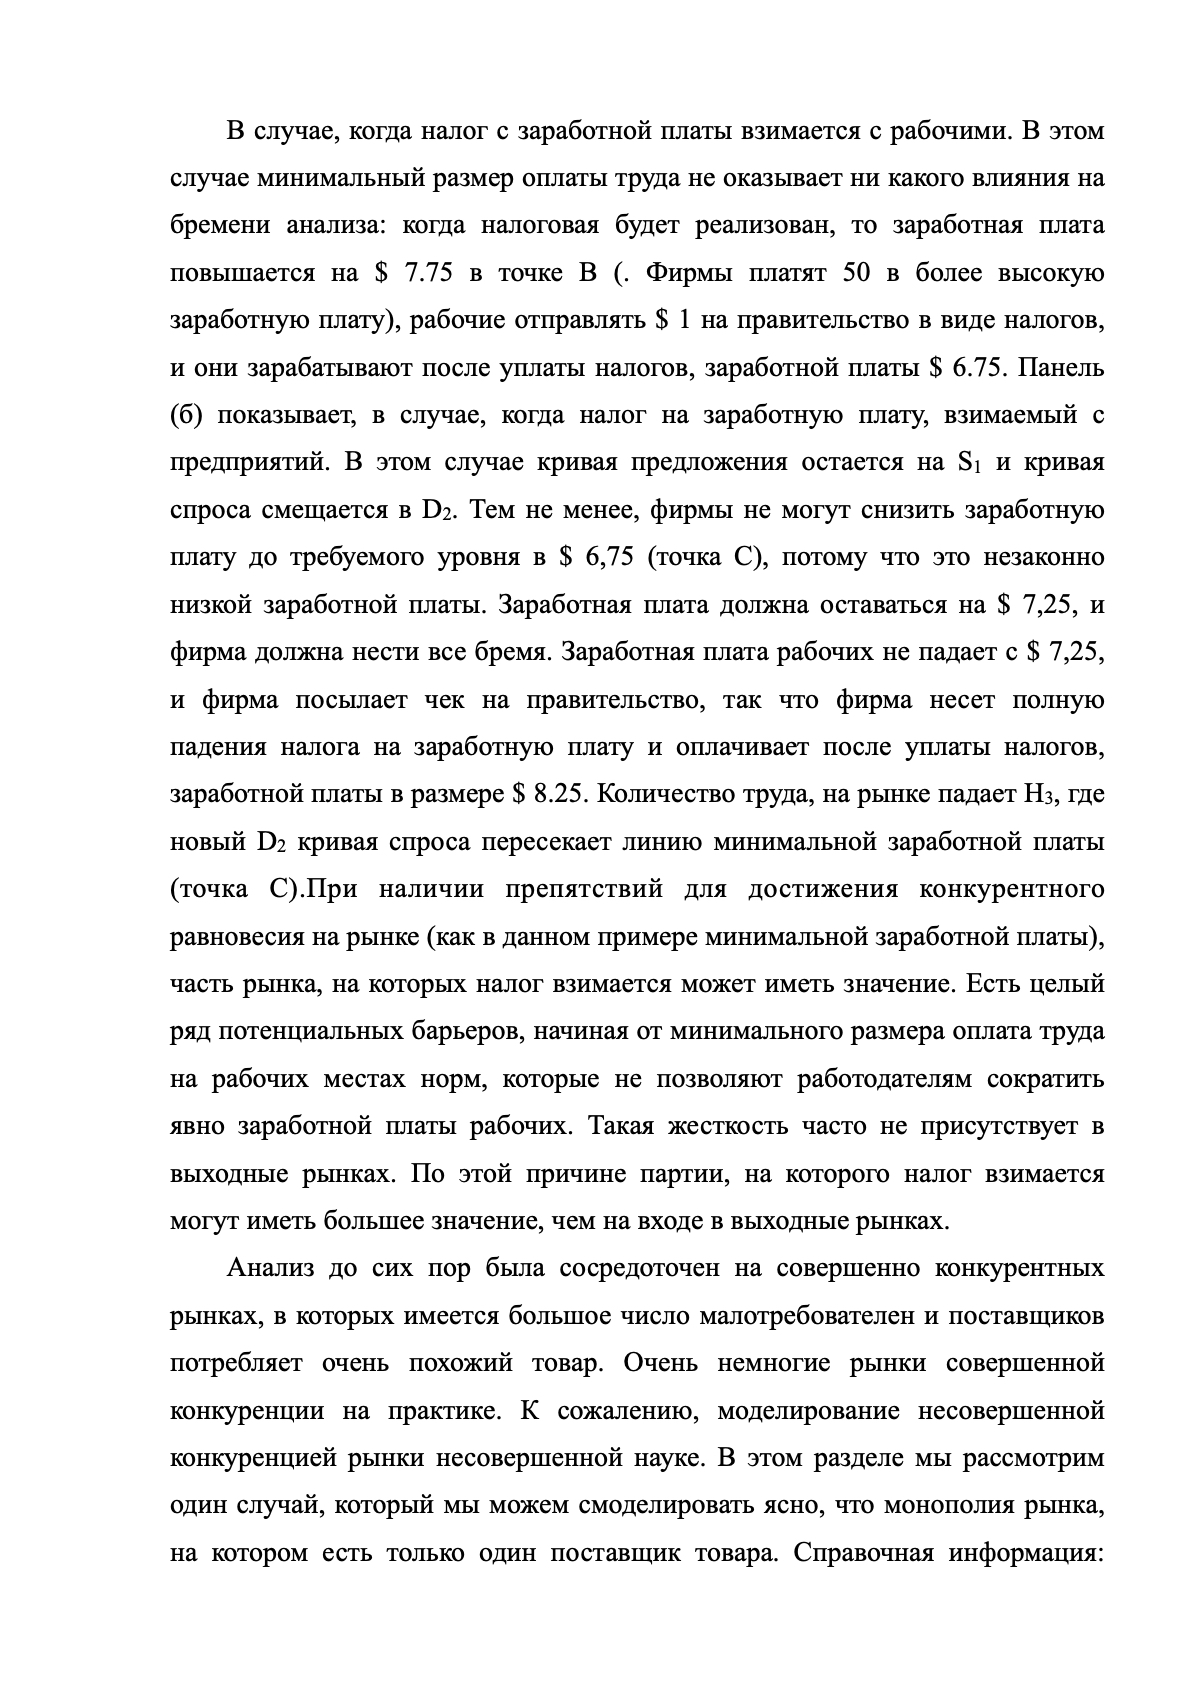 В случае, когда налог с заработной платы взимается с рабочими. В этом
случае минимальный размер оплаты труда не оказывает ни какого влияния на
бремени анализа: когда налоговая будет реализован, то заработная плата
повышается на $ 7.75 в точке B (. Фирмы платят 50 в более высокую
заработную плату), рабочие отправлять $ 1 на правительство в виде налогов,
и они зарабатывают после уплаты налогов, заработной платы $ 6.75. Панель
(б) показывает, в случае, когда налог на заработную плату, взимаемый с
предприятий. В этом случае кривая предложения остается на S₁ и кривая
спроса смещается в D₂. Тем не менее, фирмы не могут снизить заработную
плату до требуемого уровня в $ 6,75 (точка C), потому что это незаконно
низкой заработной платы. Заработная плата должна оставаться на $ 7,25, и
фирма должна нести все бремя. Заработная плата рабочих не падает с $ 7,25,
и фирма посылает чек на правительство, так что фирма несет полную
падения налога на заработную плату и оплачивает после уплаты налогов,
заработной платы в размере $ 8.25. Количество труда, на рынке падает H₃, где
новый D₂ кривая спроса пересекает линию минимальной заработной платы
(точка C).При наличии препятствий для достижения конкурентного
равновесия на рынке (как в данном примере минимальной заработной платы),
часть рынка, на которых налог взимается может иметь значение. Есть целый
ряд потенциальных барьеров, начиная от минимального размера оплата труда
на рабочих местах норм, которые не позволяют работодателям сократить
явно заработной платы рабочих. Такая жесткость часто не присутствует в
выходные рынках. По этой причине партии, на которого налог взимается
могут иметь большее значение, чем на входе в выходные рынках.
Анализ до сих пор была сосредоточен на совершенно конкурентных
рынках, в которых имеется большое число малотребователен и поставщиков
потребляет очень похожий товар. Очень немногие рынки совершенной
конкуренции на практике. К сожалению, моделирование несовершенной
конкуренцией рынки несовершенной науке. В этом разделе мы рассмотрим
один случай, который мы можем смоделировать ясно, что монополия рынка,
на котором есть только один поставщик товара. Справочная информация: